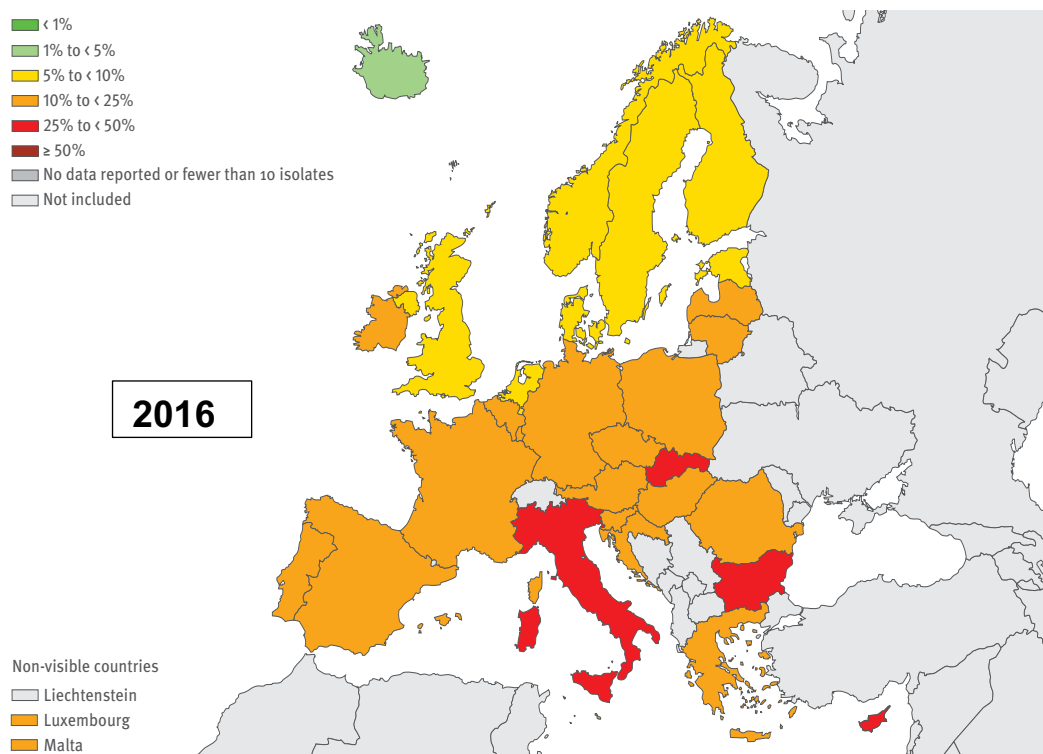 ‹ 1%
1% to ‹ 5%
5% to ‹ 10%
10% to ‹ 25%
25% to ‹ 50%
≥ 50%
No data reported or fewer than 10 isolates
Not included
2016
Non-visible countries
Liechtenstein
Luxembourg
Malta